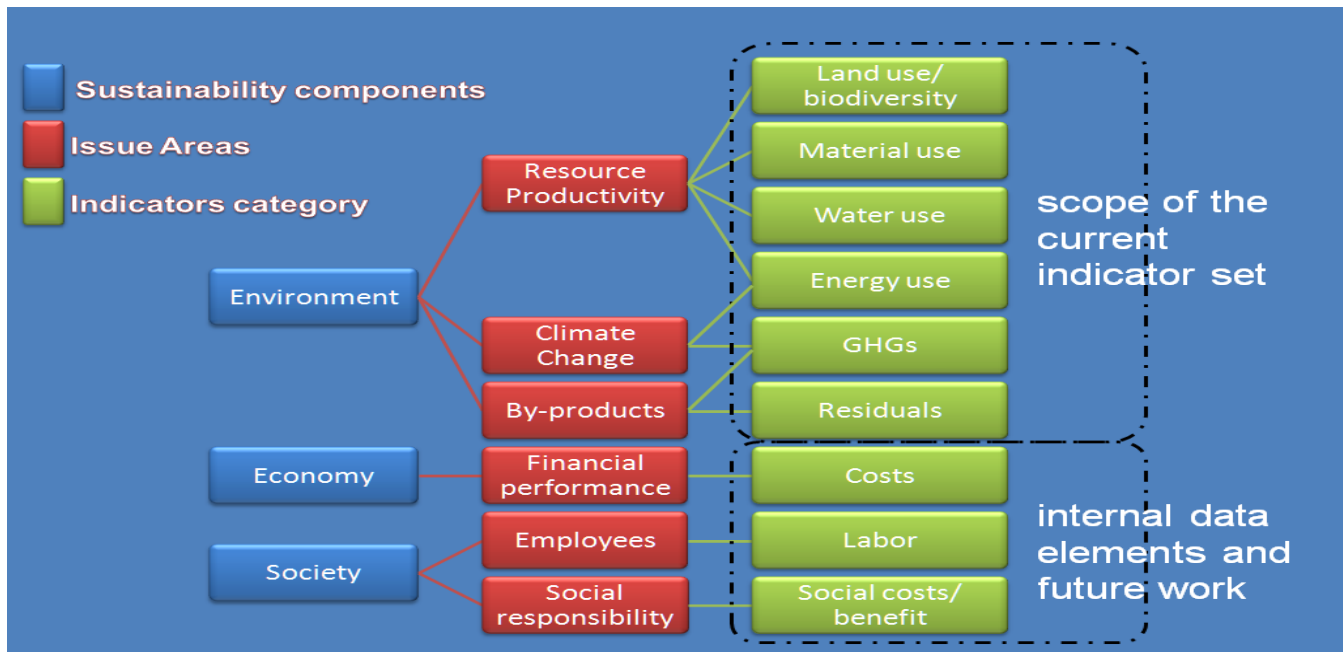 Sustainability components
Issue Areas
Indicators category
Environment
Economy
Society
Resource
Productivity
Climate
Change
By-products
Financial
performance
Employees
Social
responsibility
Land use/
biodiversity
Material use
Water use
Energy use
GHGs
Residuals
Costs
Labor
Social costs/
benefit
scope of the
current
indicator set
internal data
elements and
future work